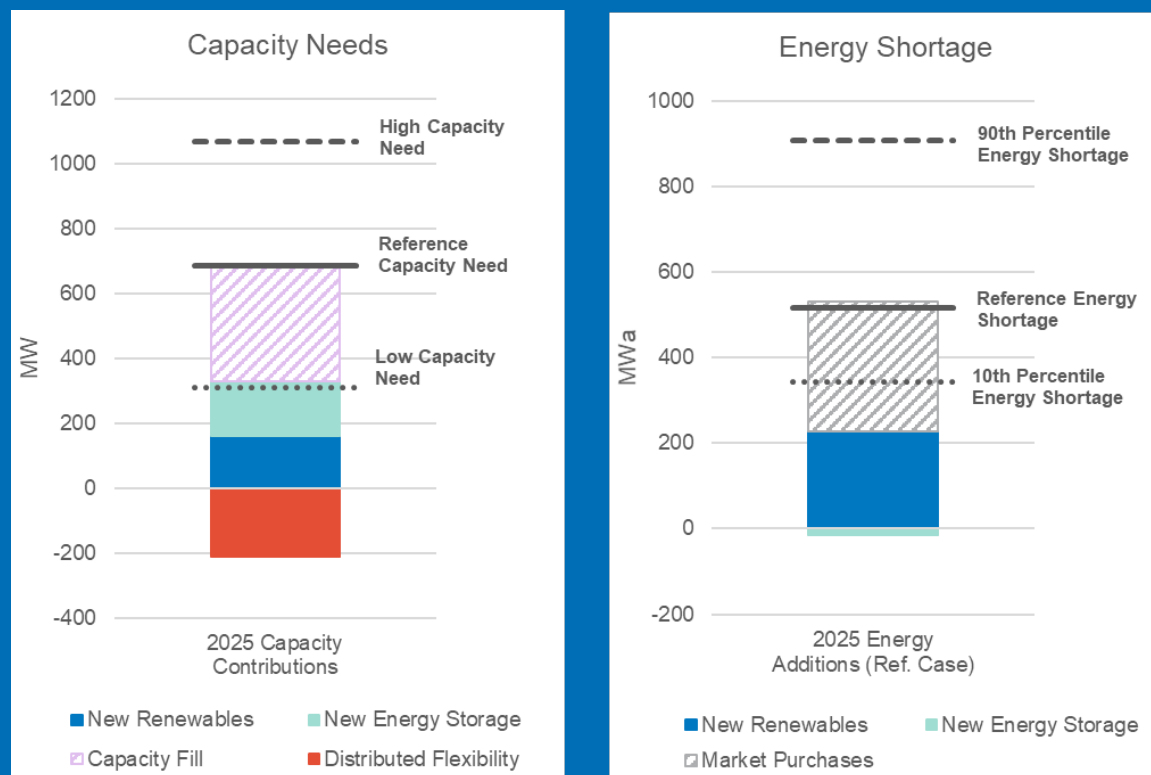 Capacity Needs
1200
1000
800
600
400
200
0
-200
-400
MW
High Capacity
Need
Reference
Capacity Need
Low Capacity
Need
2025 Capacity
Contributions
New Renewables
New Energy Storage
Capacity Fill
Distributed Flexibility
Energy Shortage
1000
800
600
400
200
0
-200
MWa
90th Percentile
Energy Shortage
Reference Energy
Shortage
10th Percentile
Energy Shortage
2025 Energy
Additions (Ref. Case)
New Renewables
New Energy Storage
Market Purchases